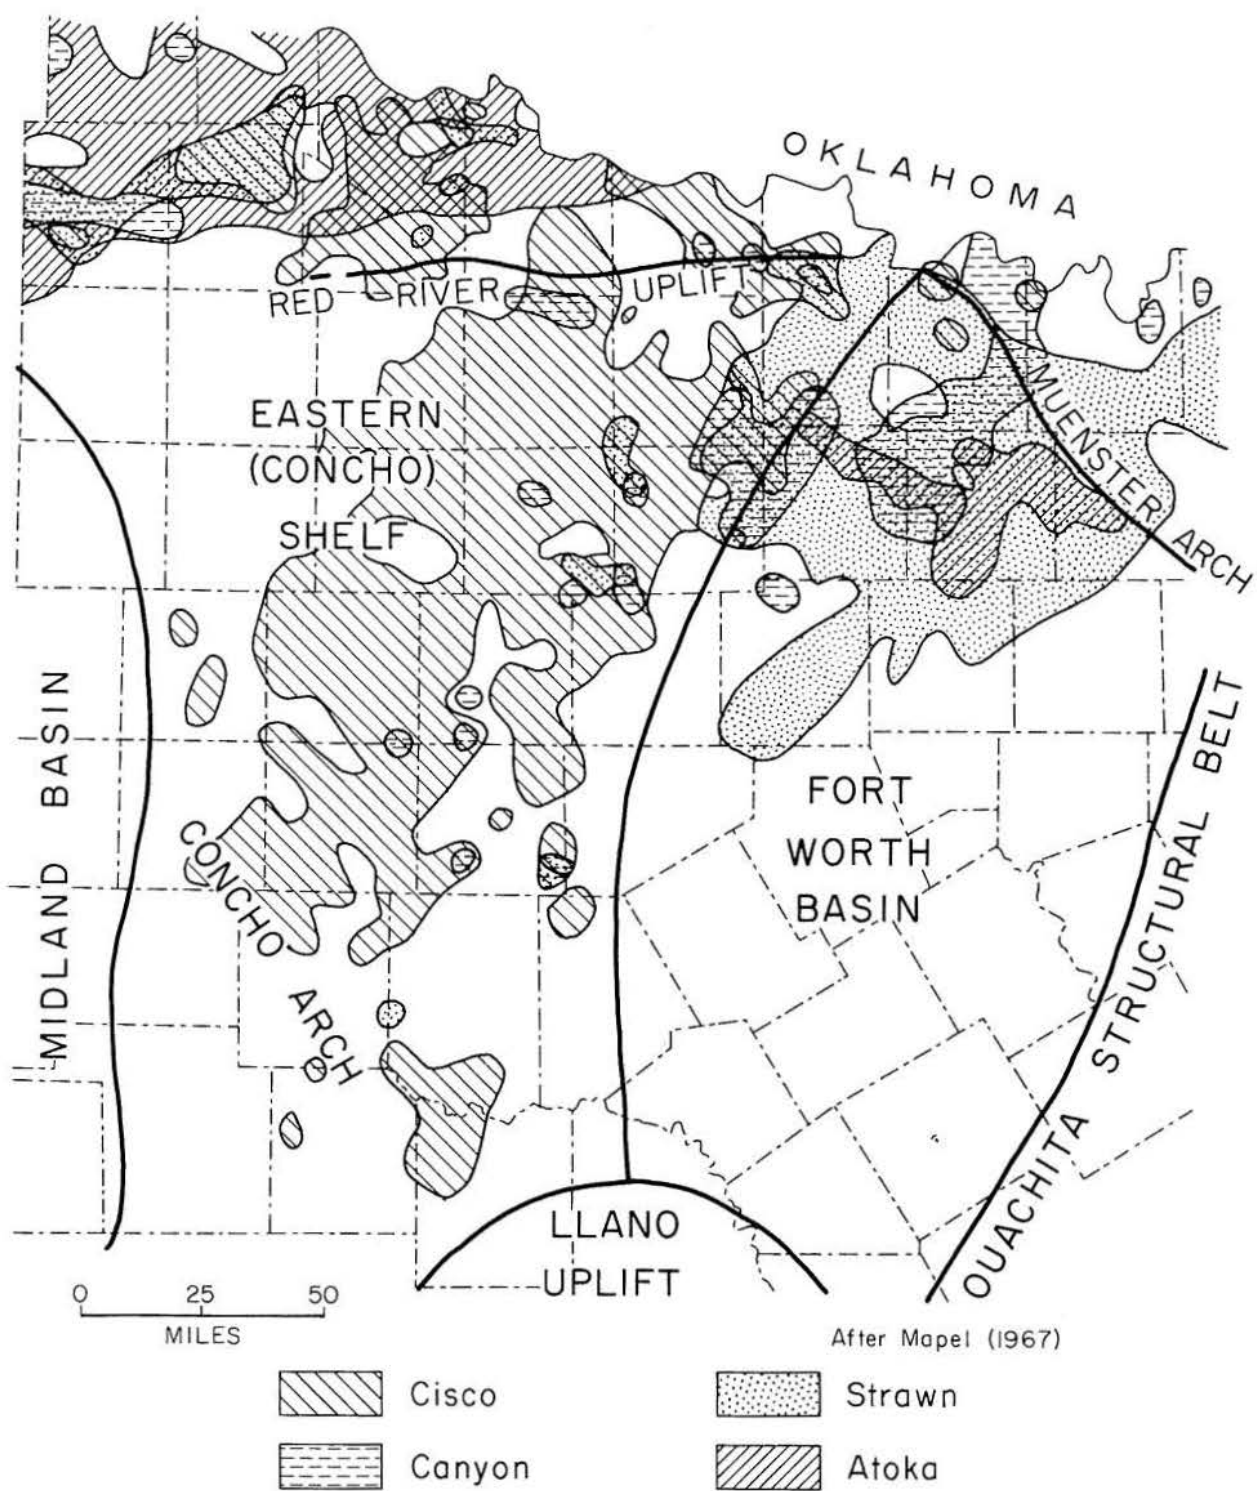 OKLAHOMA
RED RIVER UPLIFT
MUENSTER ARCH
EASTERN
(CONCHO)
SHELF
MIDLAND BASIN
CONCHO
ARCH
FORT
WORTH
BASIN
OUACHITA STRUCTURAL BELT
LLANO
UPLIFT
0 25 50
MILES
After Mapel (1967)
Cisco
Strawn
Canyon
Atoka